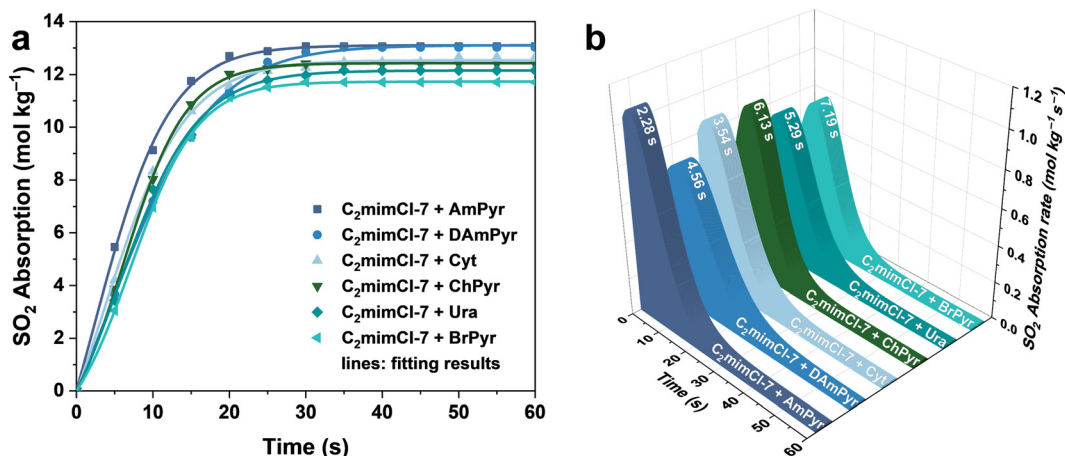 a
SO₂ Absorption (mol kg⁻¹)
14
12
10
8
6
4
2
0
0 10 20 30 40 50 60
Time (s)
C₂mimCl-7 + AmPyr
C₂mimCl-7 + DAmPyr
C₂mimCl-7 + Cyt
C₂mimCl-7 + ChPyr
C₂mimCl-7 + Ura
C₂mimCl-7 + BrPyr
lines: fitting results
b
2.28 s
4.56 s
3.54 s
6.13 s
5.29 s
7.19 s
C₂mimCl-7 + AmPyr
C₂mimCl-7 + DAmPyr
C₂mimCl-7 + Cyt
C₂mimCl-7 + ChPyr
C₂mimCl-7 + Ura
C₂mimCl-7 + BrPyr
0 10 20 30 40 50 60
Time (s)
1.2
1.0
0.8
0.6
0.4
0.2
0.0
SO₂ Absorption rate (mol kg⁻¹ s⁻¹)